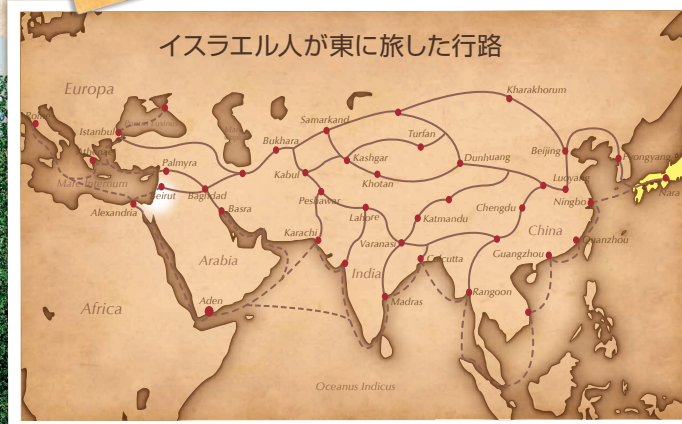 イスラエル人が東に旅した行路
Europa
Kharakhorum
Samarkand
Istanbul
Bukhara
Turfan
Beijing
Kashgar
Dunhuang
Palmyra
Kabul
Khotan
Luoyang
Mare Internum
Beirut
Baghdad
Peshawar
Nara
Ningbo
Alexandria
Basra
Lahore
Katmandu
Chengdu
Karachi
Varanasi
China
Quanzhou
Arabia
India
Calcutta
Guangzhou
Aden
Madras
Rangoon
Africa
Oceanus Indicus